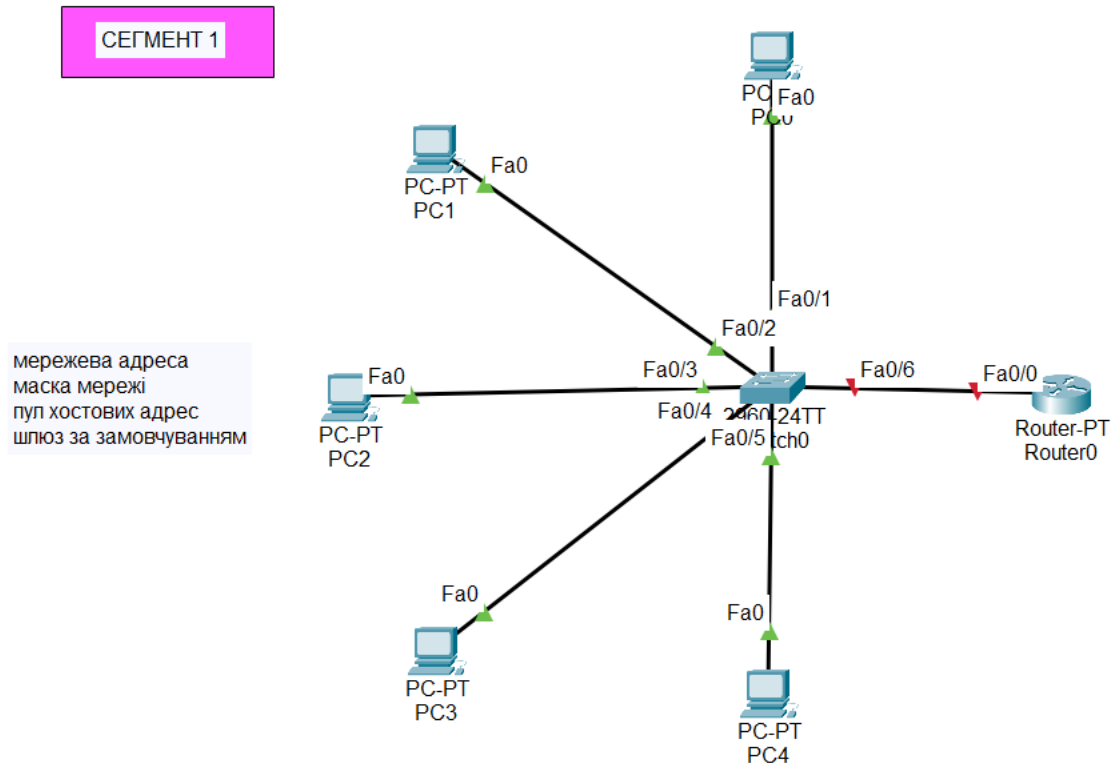 СЕГМЕНТ 1
Fa0
PC-PT
PC1
Fa0
Fa0/1
Fa0/2
мережева адреса
маска мережі
пул хостових адрес
шлюз за замовчуванням
Fa0
PC-PT
PC2
Fa0/3
Fa0/4
Fa0/5
Fa0/6
Fa0/0
Router-PT
Router0
Fa0
PC-PT
PC3
Fa0
PC-PT
PC4